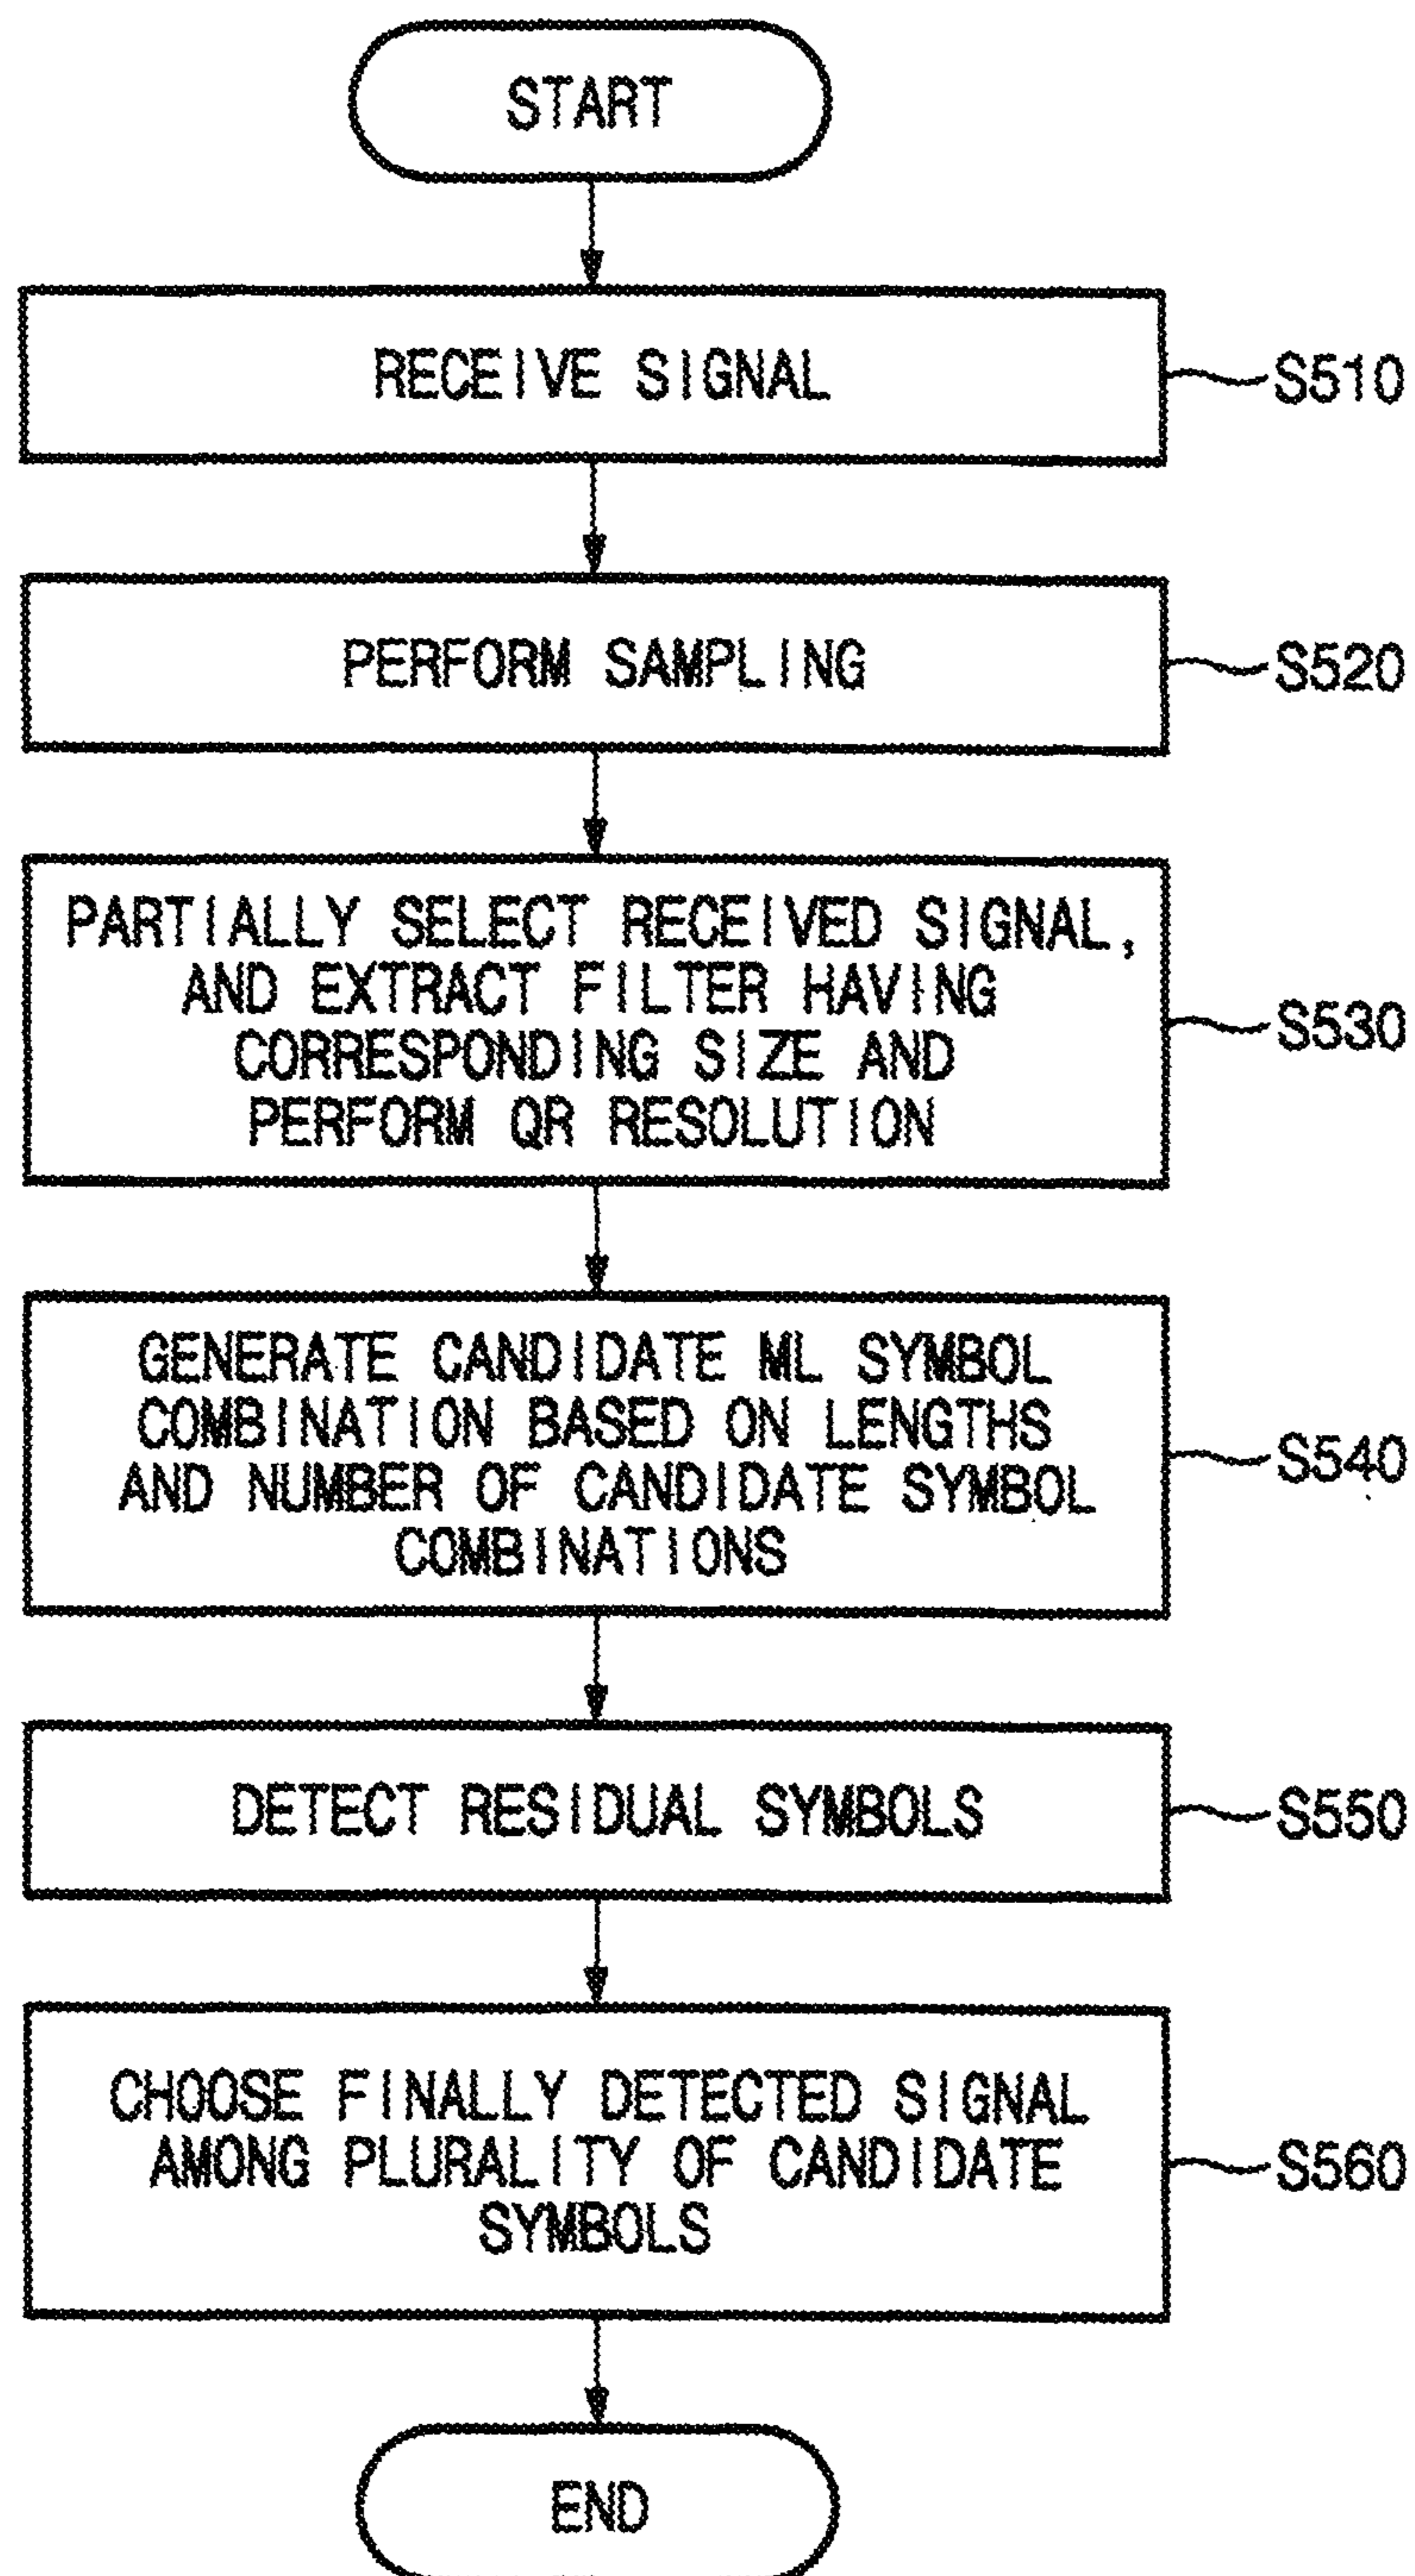 START
RECEIVE SIGNAL
S510
PERFORM SAMPLING
S520
PARTIALLY SELECT RECEIVED SIGNAL,
AND EXTRACT FILTER HAVING
CORRESPONDING SIZE AND
PERFORM QR RESOLUTION
S530
GENERATE CANDIDATE ML SYMBOL
COMBINATION BASED ON LENGTHS
AND NUMBER OF CANDIDATE SYMBOL
COMBINATIONS
S540
DETECT RESIDUAL SYMBOLS
S550
CHOOSE FINALLY DETECTED SIGNAL
AMONG PLURALITY OF CANDIDATE
SYMBOLS
S560
END